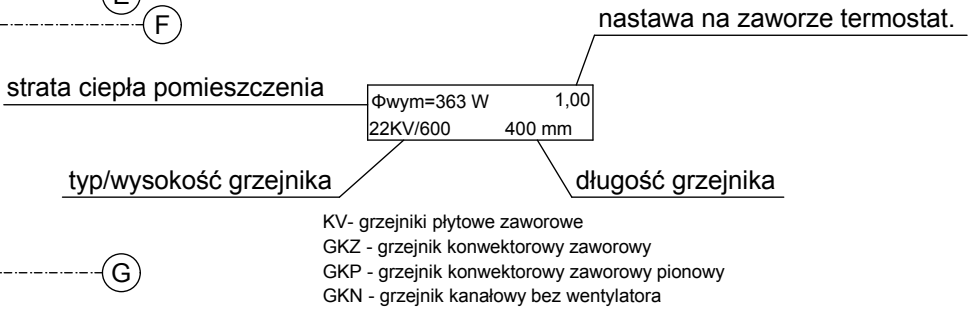 E
F
nastawa na zaworze termostat.
strata ciepła pomieszczenia
Φwym=363 W 1,00
22KV/600 400 mm
typ/wysokość grzejnika
długość grzejnika
KV- grzejniki płytowe zaworowe
GKZ - grzejnik konwektorowy zaworowy
GKP - grzejnik konwektorowy zaworowy pionowy
GKN - grzejnik kanałowy bez wentylatora
G